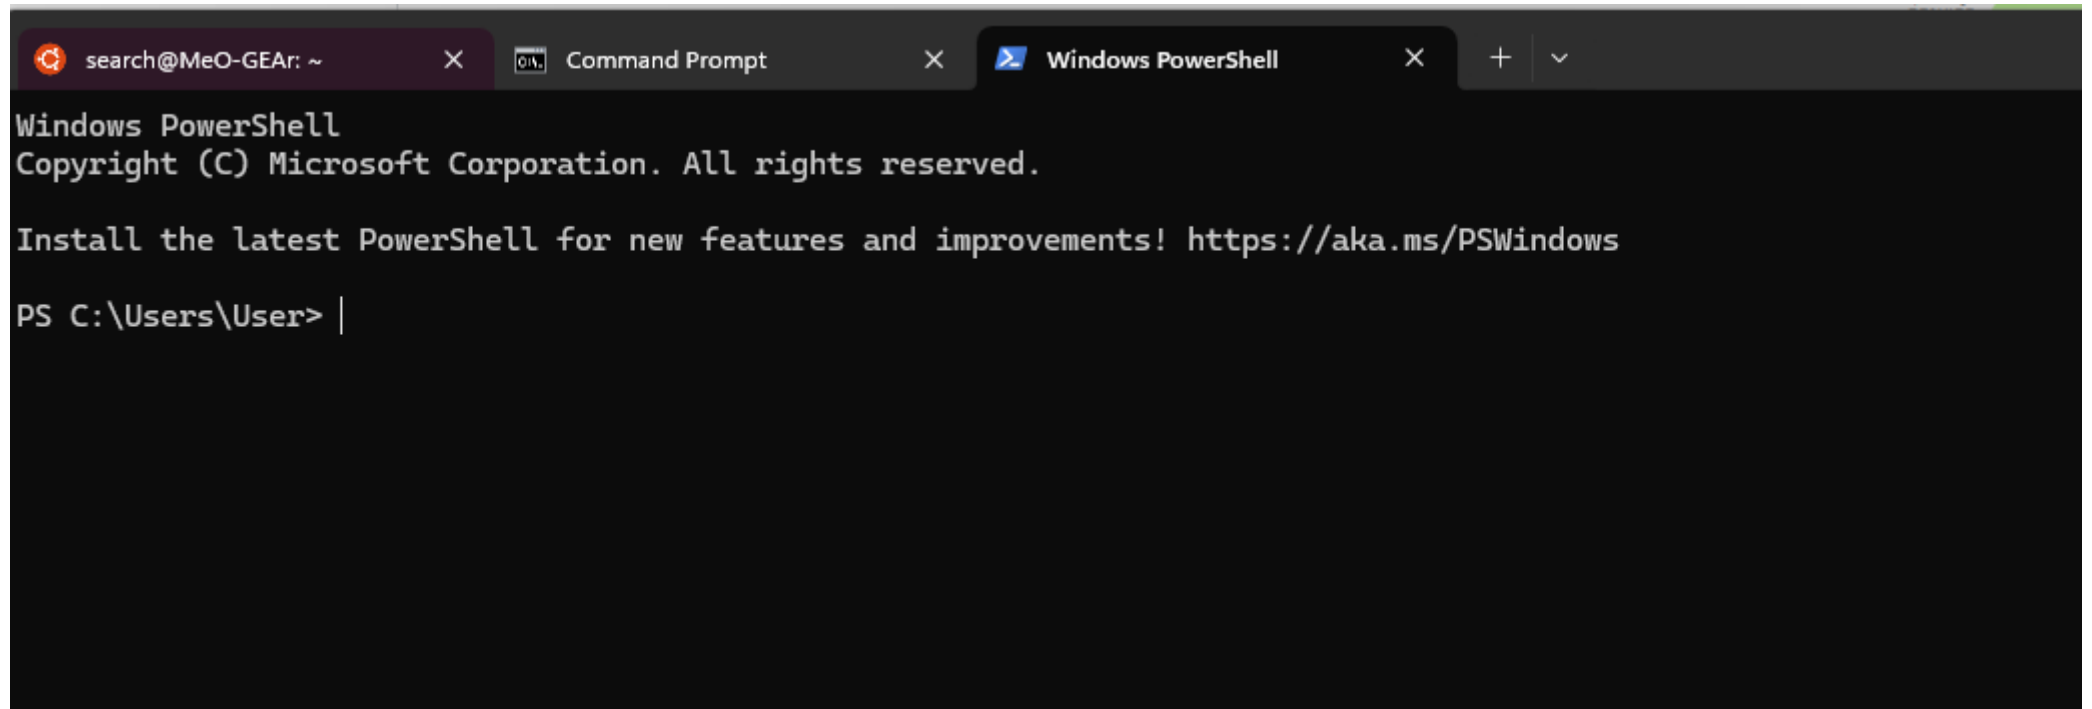 search@MeO-GEAr: ~
Command Prompt
Windows PowerShell
Windows PowerShell
Copyright (C) Microsoft Corporation. All rights reserved.
Install the latest PowerShell for new features and improvements! https://aka.ms/PSWindows
PS C:\Users\User>